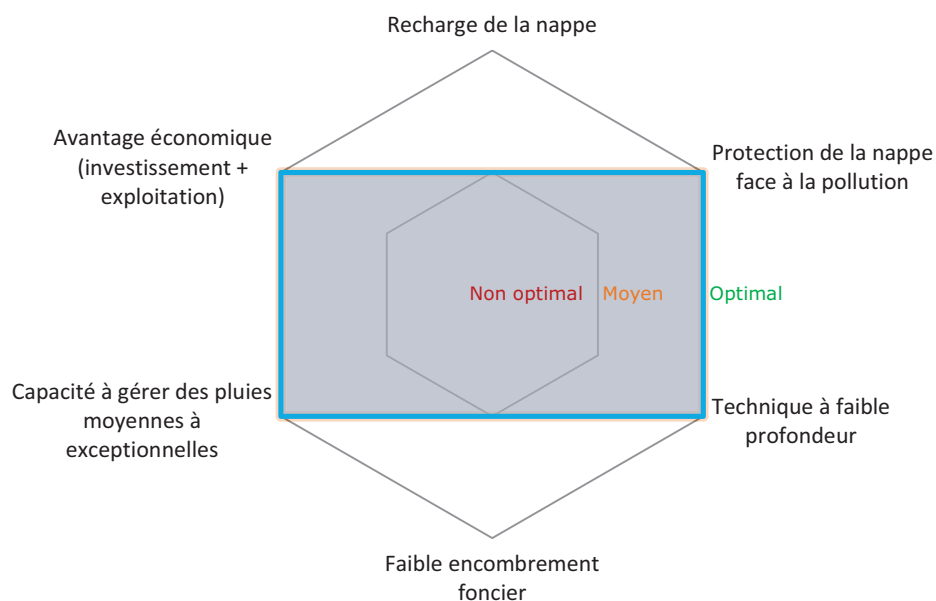 Recharge de la nappe
Avantage économique
(investissement +
exploitation)
Protection de la nappe
face à la pollution
Non optimal
Moyen
Optimal
Capacité à gérer des pluies
moyennes à
exceptionnelles
Technique à faible
profondeur
Faible encombrement
foncier